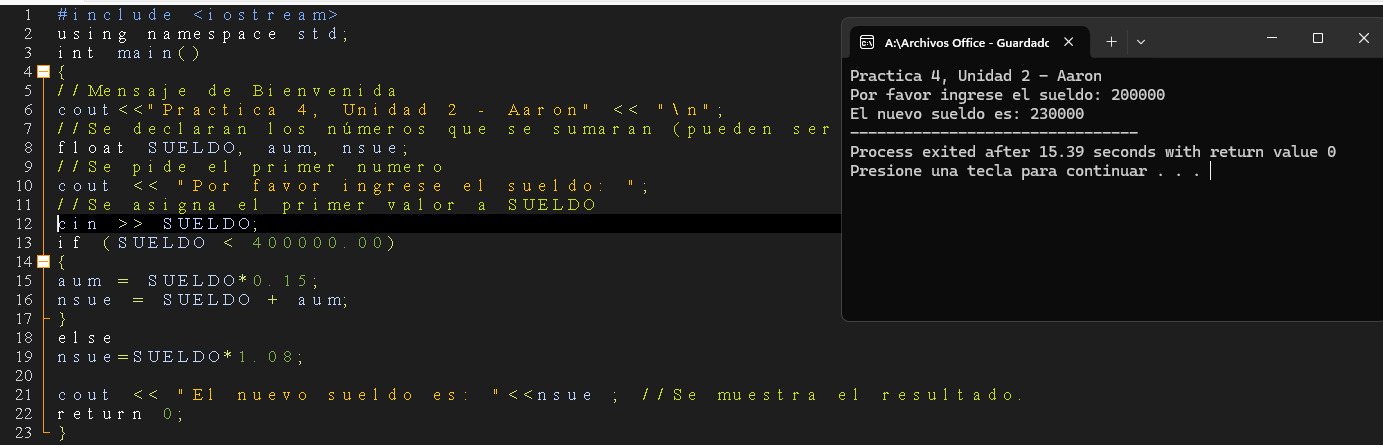 1 #include <iostream>
2 using namespace std;
3 int main()
4 {
5 //Mensaje de Bienvenida
6 cout<<"Practica 4, Unidad 2 - Aaron" << "\n";
7 //Se declaran los números que se sumaran (pueden ser
8 float SUELDO, aum, nsue;
9 //Se pide el primer numero
10 cout << "Por favor ingrese el sueldo: ";
11 //Se asigna el primer valor a SUELDO
12 cin >> SUELDO;
13 if (SUELDO < 400000.00)
14 {
15 aum = SUELDO*0.15;
16 nsue = SUELDO + aum;
17 }
18 else
19 nsue=SUELDO*1.08;
20
21 cout << "El nuevo sueldo es: "<<nsue ; //Se muestra el resultado.
22 return 0;
23 }
A:\Archivos Office - Guardadc
Practica 4, Unidad 2 - Aaron
Por favor ingrese el sueldo: 200000
El nuevo sueldo es: 230000
--------------------------------
Process exited after 15.39 seconds with return value 0
Presione una tecla para continuar . . .